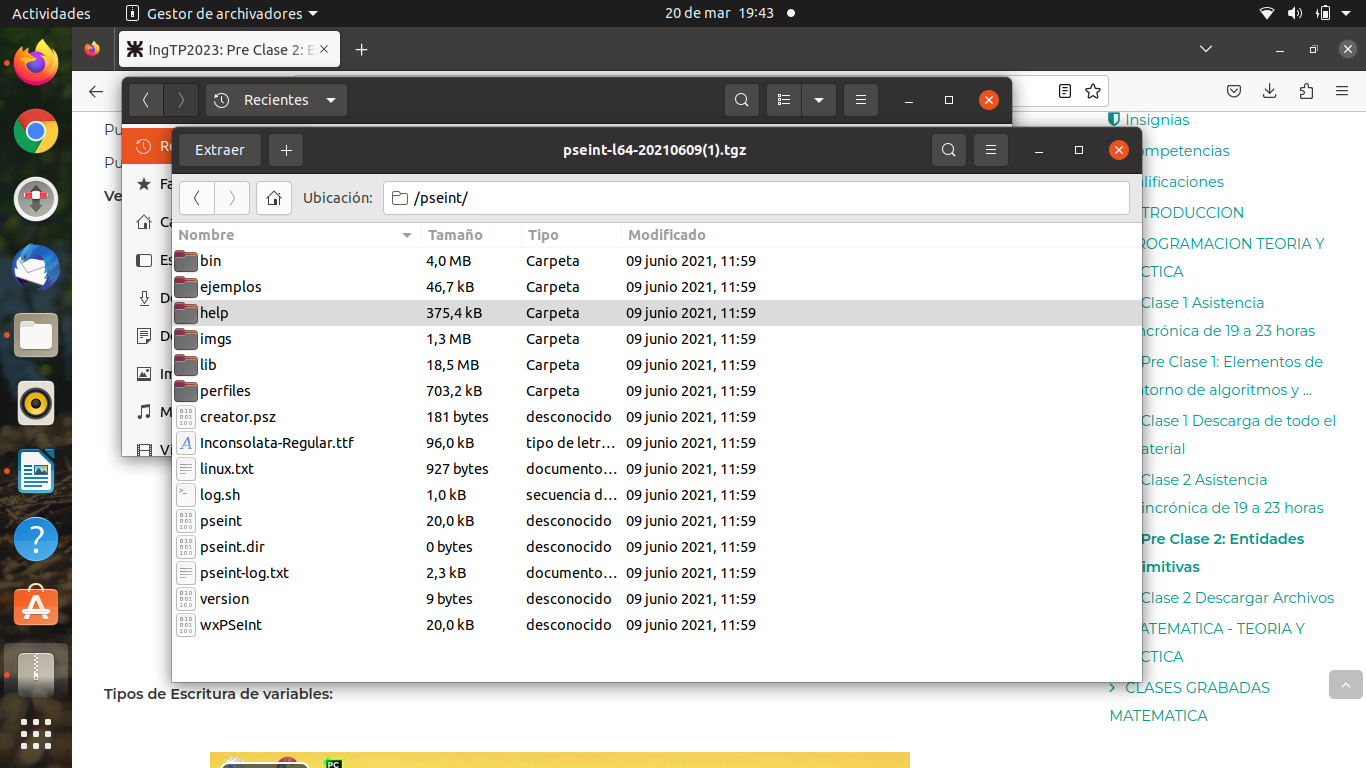 Actividades
Gestor de archivadores
20 de mar 19:43
IngTP2023: Pre Clase 2: E
Recientes
Pu
Pu
Ve
Re
Fa
Ca
Es
De
Do
Im
M
Ví
Extraer
pseint-l64-20210609(1).tgz
Ubicación: /pseint/
Nombre Tamaño Tipo Modificado
bin 4,0 MB Carpeta 09 junio 2021, 11:59
ejemplos 46,7 kB Carpeta 09 junio 2021, 11:59
help 375,4 kB Carpeta 09 junio 2021, 11:59
imgs 1,3 MB Carpeta 09 junio 2021, 11:59
lib 18,5 MB Carpeta 09 junio 2021, 11:59
perfiles 703,2 kB Carpeta 09 junio 2021, 11:59
creator.psz 181 bytes desconocido 09 junio 2021, 11:59
Inconsolata-Regular.ttf 96,0 kB tipo de letr... 09 junio 2021, 11:59
linux.txt 927 bytes documento... 09 junio 2021, 11:59
log.sh 1,0 kB secuencia d... 09 junio 2021, 11:59
pseint 20,0 kB desconocido 09 junio 2021, 11:59
pseint.dir 0 bytes desconocido 09 junio 2021, 11:59
pseint-log.txt 2,3 kB documento... 09 junio 2021, 11:59
version 9 bytes desconocido 09 junio 2021, 11:59
wxPSeInt 20,0 kB desconocido 09 junio 2021, 11:59
Insignias
ompetencias
lificaciones
TRODUCCION
ROGRAMACION TEORIA Y
CTICA
Clase 1 Asistencia
ncrónica de 19 a 23 horas
Pre Clase 1: Elementos de
torno de algoritmos y ...
Clase 1 Descarga de todo el
aterial
Clase 2 Asistencia
incrónica de 19 a 23 horas
Pre Clase 2: Entidades
imitivas
Clase 2 Descargar Archivos
ATEMATICA - TEORIA Y
CTICA
CLASES GRABADAS
MATEMATICA
Tipos de Escritura de variables:
PC